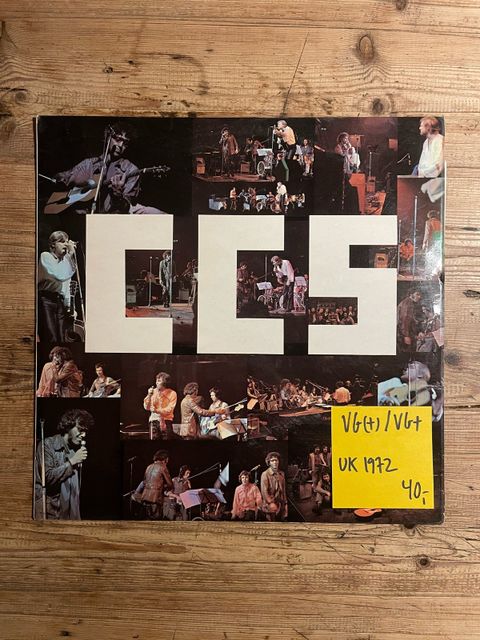 CCS
VG(+)/VG+
UK 1972
40,-